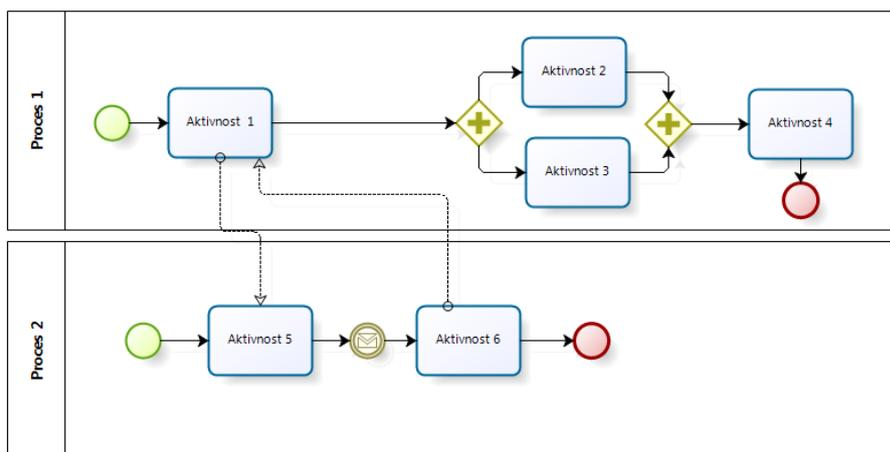 Proces 1
Aktivnost  1
Aktivnost 2
Aktivnost 3
Aktivnost 4
Proces 2
Aktivnost 5
Aktivnost 6